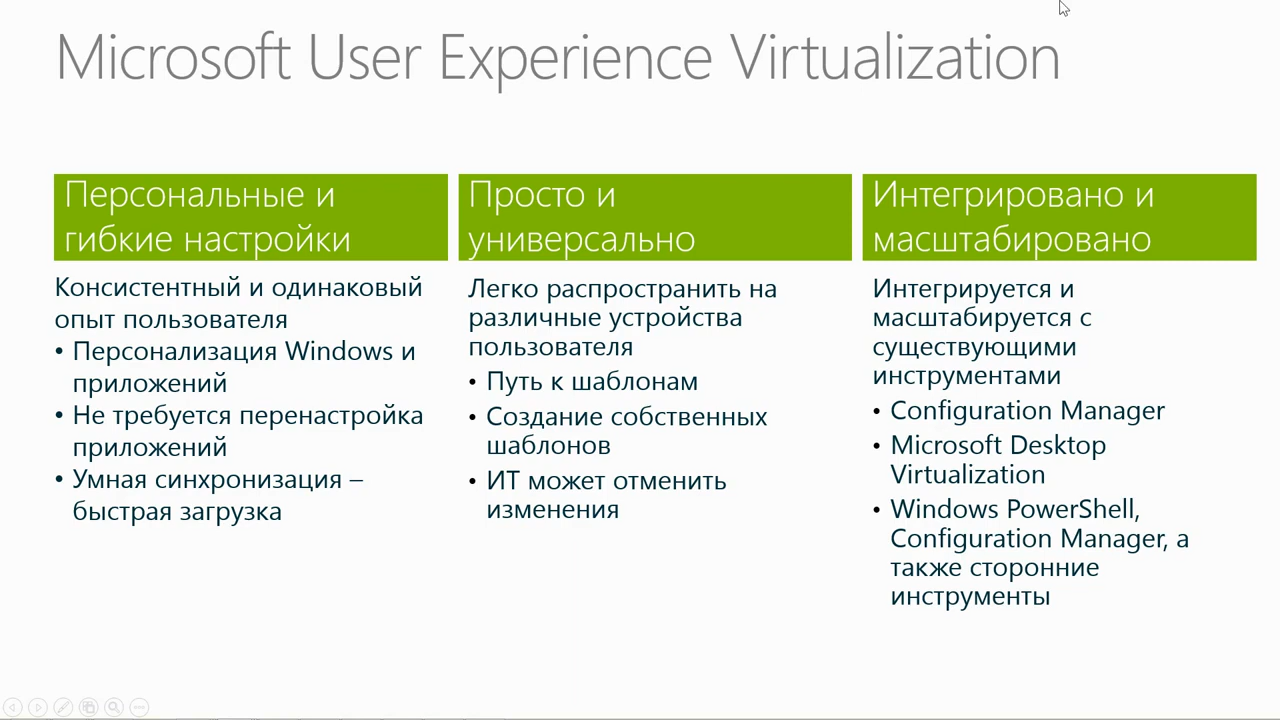 Microsoft User Experience Virtualization
Персональные и
гибкие настройки
Консистентный и одинаковый
опыт пользователя
• Персонализация Windows и
приложений
• Не требуется перенастройка
приложений
• Умная синхронизация –
быстрая загрузка
Просто и
универсально
Легко распространить на
различные устройства
пользователя
• Путь к шаблонам
• Создание собственных
шаблонов
• ИТ может отменить
изменения
Интегрировано и
масштабировано
Интегрируется и
масштабируется с
существующими
инструментами
• Configuration Manager
• Microsoft Desktop
Virtualization
• Windows PowerShell,
Configuration Manager, а
также сторонние
инструменты